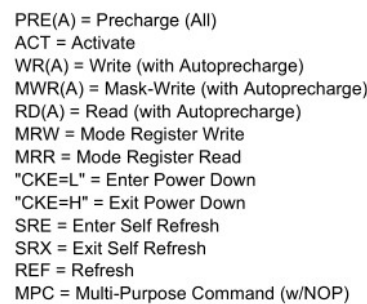 PRE(A) = Precharge (All)
ACT = Activate
WR(A) = Write (with Autoprecharge)
MWR(A) = Mask-Write (with Autoprecharge)
RD(A) = Read (with Autoprecharge)
MRW = Mode Register Write
MRR = Mode Register Read
"CKE=L" = Enter Power Down
"CKE=H" = Exit Power Down
SRE = Enter Self Refresh
SRX = Exit Self Refresh
REF = Refresh
MPC = Multi-Purpose Command (w/NOP)